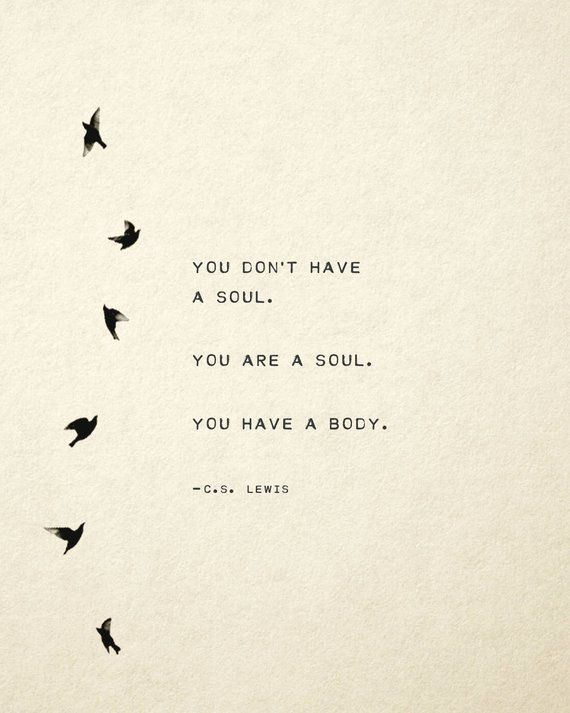 YOU DON'T HAVE
A SOUL.
YOU ARE A SOUL.
YOU HAVE A BODY.
-C.S. LEWIS